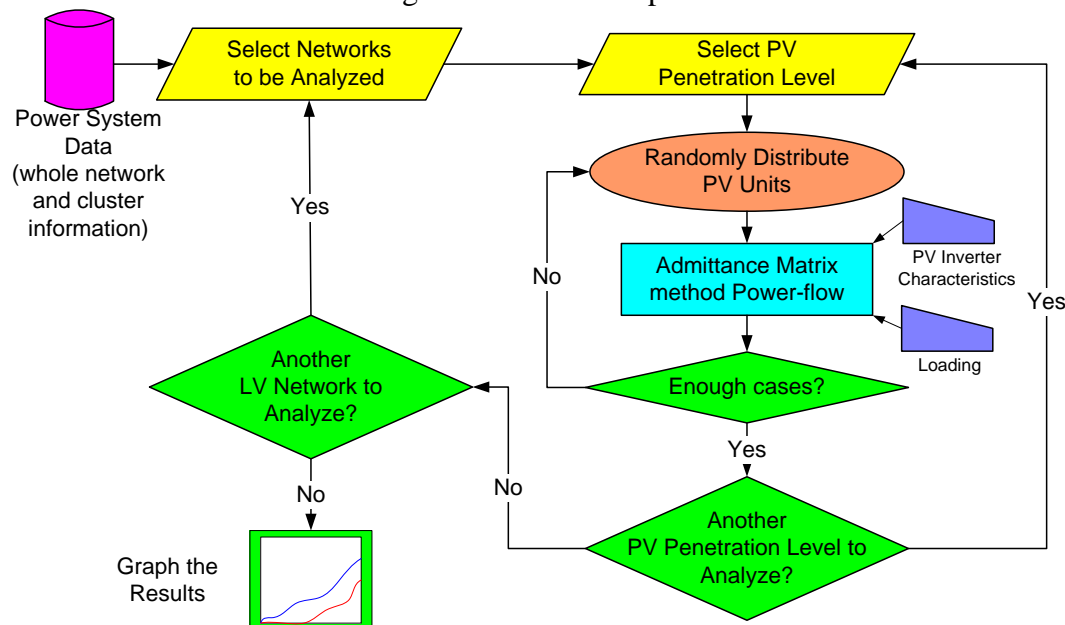 Select Networks
to be Analyzed
Select PV
Penetration Level
Power System
Data
(whole network
and cluster
information)
Randomly Distribute
PV Units
Yes
No
Admittance Matrix
method Power-flow
PV Inverter
Characteristics
Yes
Loading
Another
LV Network to
Analyze?
Enough cases?
Yes
No
No
Another
PV Penetration Level to
Analyze?
Graph the
Results